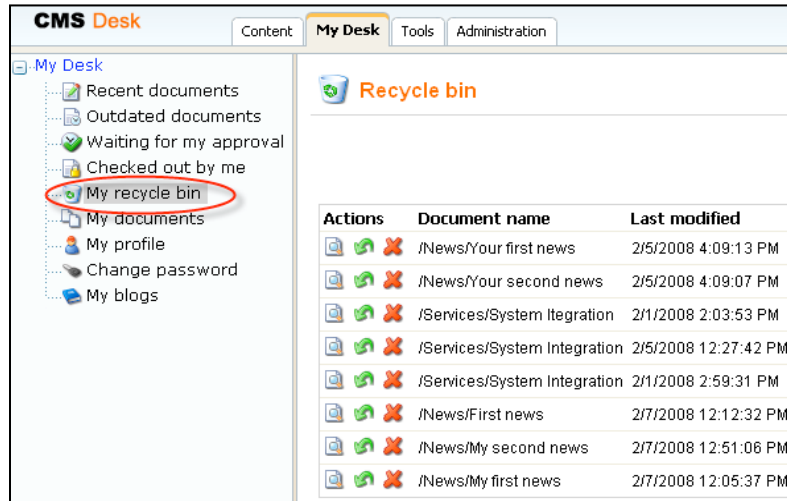 CMS Desk
Content My Desk Tools Administration
My Desk
Recent documents
Outdated documents
Waiting for my approval
Checked out by me
My recycle bin
My documents
My profile
Change password
My blogs
Recycle bin
Actions Document name Last modified
/News/Your first news 2/5/2008 4:09:13 PM
/News/Your second news 2/5/2008 4:09:07 PM
/Services/System Itegration 2/1/2008 2:03:53 PM
/Services/System Integration 2/5/2008 12:27:42 PM
/Services/System Integration 2/1/2008 2:59:31 PM
/News/First news 2/7/2008 12:12:32 PM
/News/My second news 2/7/2008 12:51:06 PM
/News/My first news 2/7/2008 12:05:37 PM